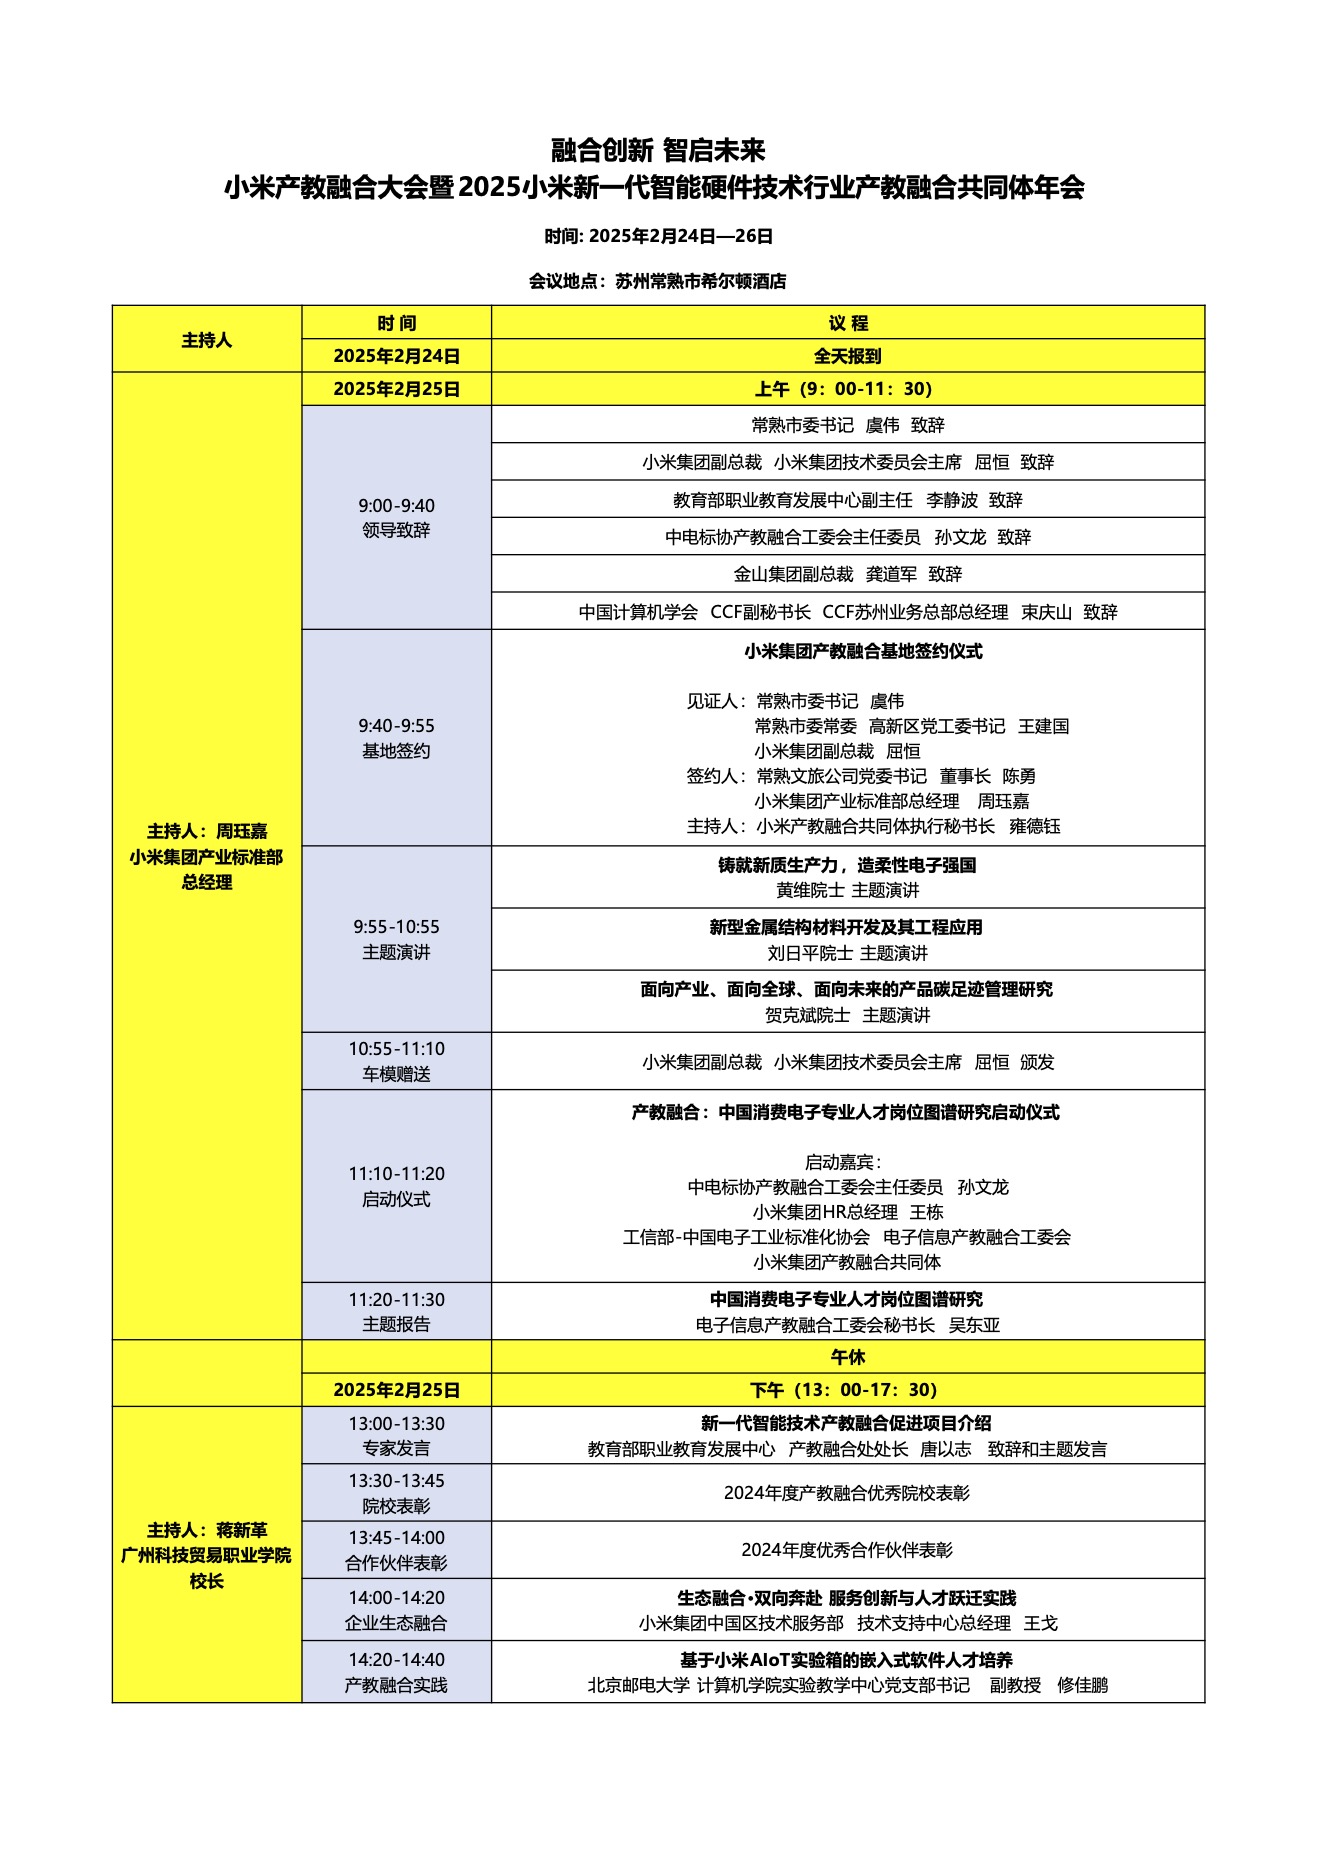 融合创新 智启未来
小米产教融合大会暨2025小米新一代智能硬件技术行业产教融合共同体年会
时间: 2025年2月24日—26日
会议地点：苏州常熟市希尔顿酒店
主持人
时 间
议 程
2025年2月24日
全天报到
2025年2月25日
上午（9：00-11：30）
主持人：周珏嘉
小米集团产业标准部
总经理
9:00-9:40
领导致辞
常熟市委书记 虞伟 致辞
小米集团副总裁 小米集团技术委员会主席 屈恒 致辞
教育部职业教育发展中心副主任 李静波 致辞
中电标协产教融合工委会主任委员 孙文龙 致辞
金山集团副总裁 龚道军 致辞
中国计算机学会 CCF副秘书长 CCF苏州业务总部总经理 束庆山 致辞
9:40-9:55
基地签约
小米集团产教融合基地签约仪式
见证人：常熟市委书记 虞伟
常熟市委常委 高新区党工委书记 王建国
小米集团副总裁 屈恒
签约人：常熟文旅公司党委书记 董事长 陈勇
小米集团产业标准部总经理 周珏嘉
主持人：小米产教融合共同体执行秘书长 雍德钰
9:55-10:55
主题演讲
铸就新质生产力，造柔性电子强国
黄维院士 主题演讲
新型金属结构材料开发及其工程应用
刘日平院士 主题演讲
面向产业、面向全球、面向未来的产品碳足迹管理研究
贺克斌院士 主题演讲
10:55-11:10
车模赠送
小米集团副总裁 小米集团技术委员会主席 屈恒 颁发
11:10-11:20
启动仪式
产教融合：中国消费电子专业人才岗位图谱研究启动仪式
启动嘉宾：
中电标协产教融合工委会主任委员 孙文龙
小米集团HR总经理 王栋
工信部-中国电子工业标准化协会 电子信息产教融合工委会
小米集团产教融合共同体
11:20-11:30
主题报告
中国消费电子专业人才岗位图谱研究
电子信息产教融合工委会秘书长 吴东亚
午休
2025年2月25日
下午（13：00-17：30）
主持人：蒋新革
广州科技贸易职业学院
校长
13:00-13:30
专家发言
新一代智能技术产教融合促进项目介绍
教育部职业教育发展中心 产教融合处处长 唐以志 致辞和主题发言
13:30-13:45
院校表彰
2024年度产教融合优秀院校表彰
13:45-14:00
合作伙伴表彰
2024年度优秀合作伙伴表彰
14:00-14:20
企业生态融合
生态融合·双向奔赴 服务创新与人才跃迁实践
小米集团中国区技术服务部 技术支持中心总经理 王戈
14:20-14:40
产教融合实践
基于小米AIoT实验箱的嵌入式软件人才培养
北京邮电大学 计算机学院实验教学中心党支部书记 副教授 修佳鹏